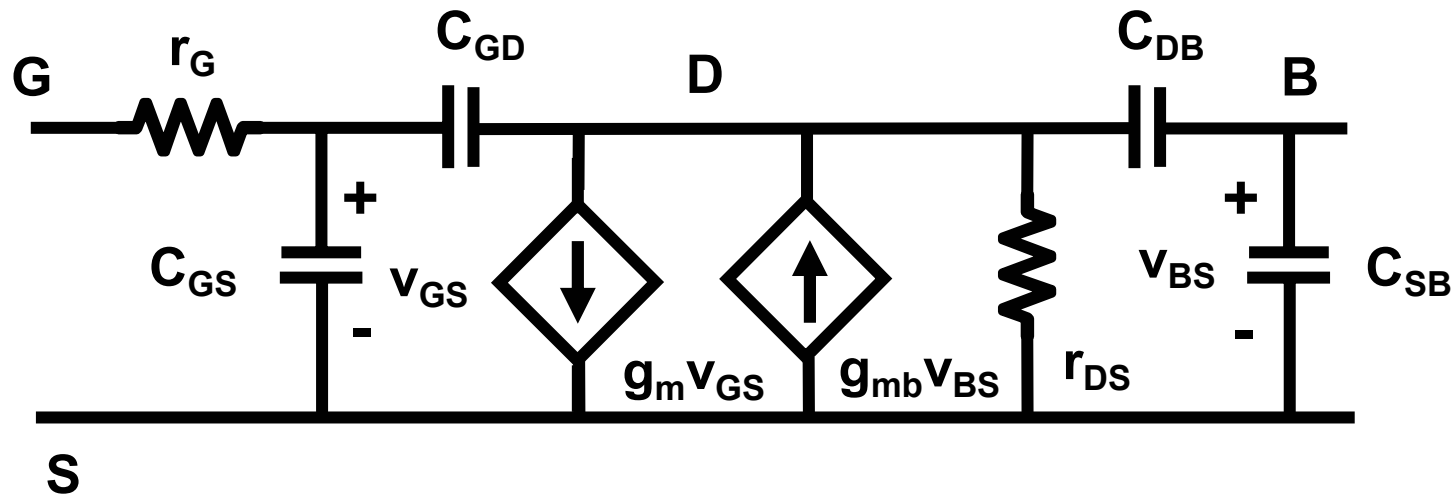 G
r_G
C_GD
D
C_DB
B
+
C_GS
v_GS
-
g_m v_GS
g_mb v_BS
r_DS
+
v_BS
-
C_SB
S